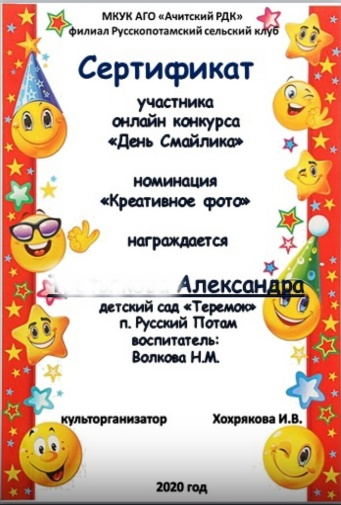 МКУК АГО «Ачитский РДК»
филиал Русскопотамский сельский клуб
Сертификат
участника
онлайн конкурса
«День Смайлика»
номинация
«Креативное фото»
награждается
Александра
детский сад «Теремок»
п. Русский Потам
воспитатель:
Волкова Н.М.
культорганизатор Хохрякова И.В.
2020 год